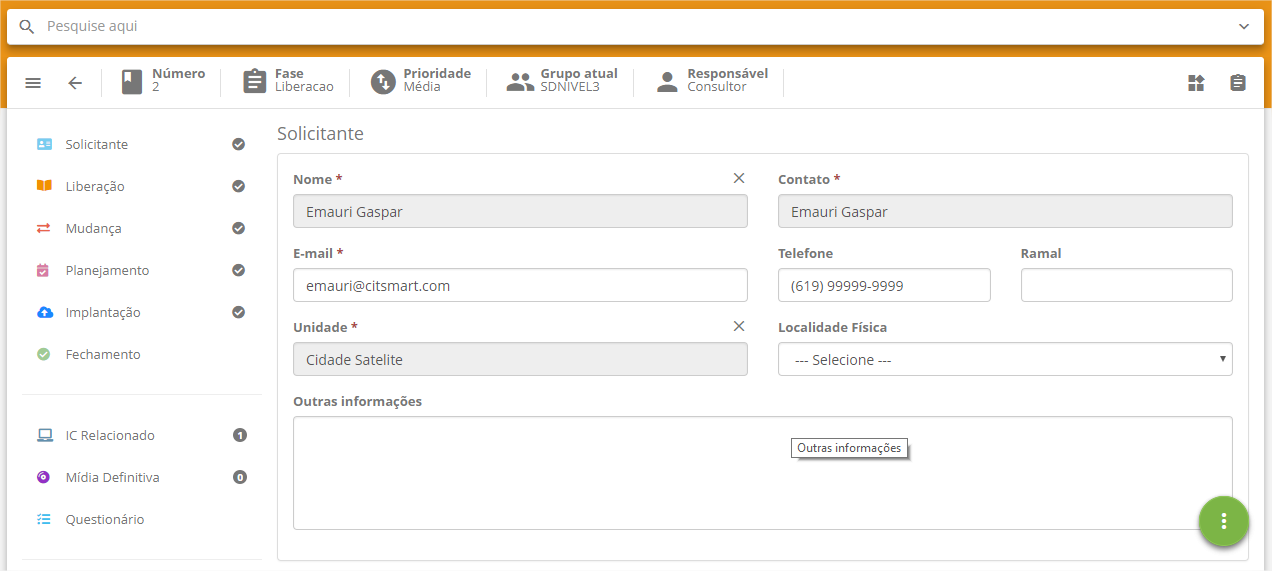 Pesquise aqui
Número
2
Fase
Liberacao
Prioridade
Média
Grupo atual
SDNIVEL3
Responsável
Consultor
Solicitante
Liberação
Mudança
Planejamento
Implantação
Fechamento
IC Relacionado 1
Mídia Definitiva 0
Questionário
Solicitante
Nome *
Emauri Gaspar
Contato *
Emauri Gaspar
E-mail *
emauri@citsmart.com
Telefone
(619) 99999-9999
Ramal
Unidade *
Cidade Satelite
Localidade Física
--- Selecione ---
Outras informações
Outras informações